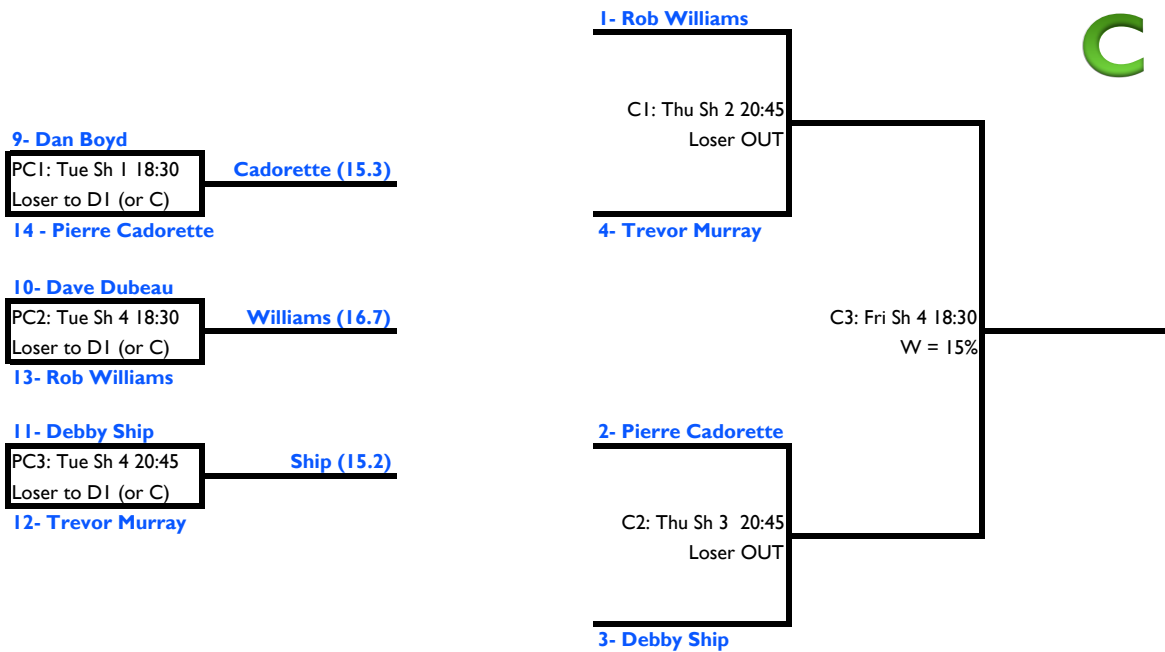 1- Rob Williams
C
C1: Thu Sh 2 20:45
Loser OUT
4- Trevor Murray
9- Dan Boyd
PC1: Tue Sh 1 18:30
Loser to D1 (or C)
14 - Pierre Cadorette
Cadorette (15.3)
10- Dave Dubeau
PC2: Tue Sh 4 18:30
Loser to D1 (or C)
13- Rob Williams
Williams (16.7)
11- Debby Ship
PC3: Tue Sh 4 20:45
Loser to D1 (or C)
12- Trevor Murray
Ship (15.2)
C3: Fri Sh 4 18:30
W = 15%
2- Pierre Cadorette
C2: Thu Sh 3  20:45
Loser OUT
3- Debby Ship